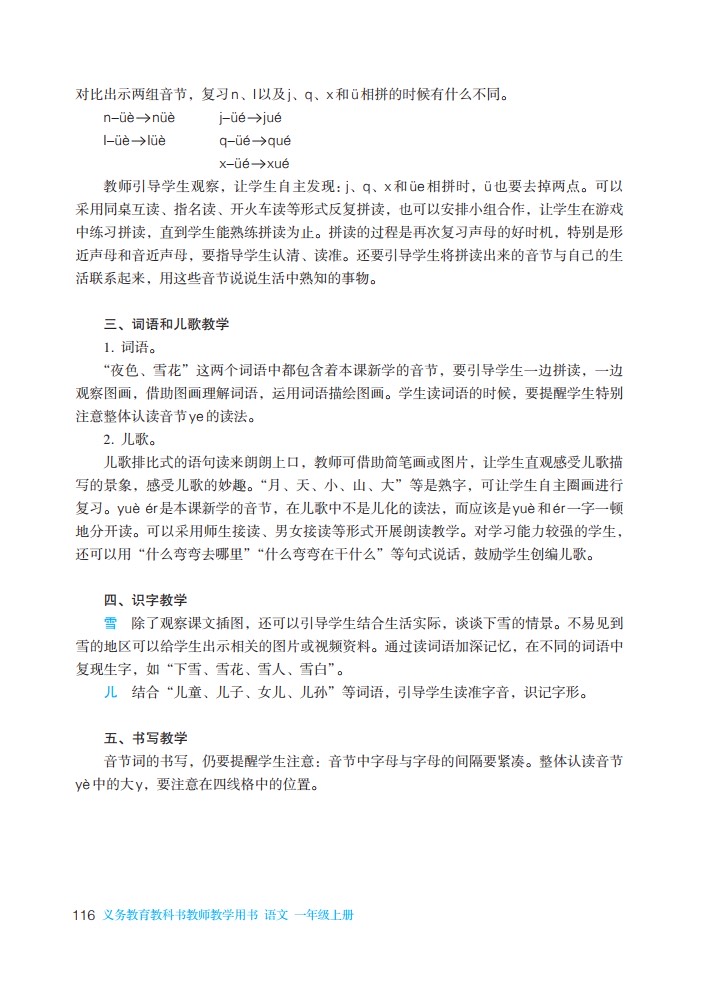 对比出示两组音节，复习n、l以及j、q、x和ü相拼的时候有什么不同。
n–üè→nüè j–üé→jué
l–üè→lüè q–üé→qué
x–üé→xué
教师引导学生观察，让学生自主发现：j、q、x和üe相拼时，ü也要去掉两点。可以
采用同桌互读、指名读、开火车读等形式反复拼读，也可以安排小组合作，让学生在游戏
中练习拼读，直到学生能熟练拼读为止。拼读的过程是再次复习声母的好时机，特别是形
近声母和音近声母，要指导学生认清、读准。还要引导学生将拼读出来的音节与自己的生
活联系起来，用这些音节说说生活中熟知的事物。
三、词语和儿歌教学
1. 词语。
“夜色、雪花”这两个词语中都包含着本课新学的音节，要引导学生一边拼读，一边
观察图画，借助图画理解词语，运用词语描绘图画。学生读词语的时候，要提醒学生特别
注意整体认读音节ye的读法。
2. 儿歌。
儿歌排比式的语句读来朗朗上口，教师可借助简笔画或图片，让学生直观感受儿歌描
写的景象，感受儿歌的妙趣。“月、天、小、山、大”等是熟字，可让学生自主圈画进行
复习。yuè ér是本课新学的音节，在儿歌中不是儿化的读法，而应该是yuè和ér一字一顿
地分开读。可以采用师生接读、男女接读等形式开展朗读教学。对学习能力较强的学生，
还可以用“什么弯弯去哪里”“什么弯弯在干什么”等句式说话，鼓励学生创编儿歌。
四、识字教学
雪 除了观察课文插图，还可以引导学生结合生活实际，谈谈下雪的情景。不易见到
雪的地区可以给学生出示相关的图片或视频资料。通过读词语加深记忆，在不同的词语中
复现生字，如“下雪、雪花、雪人、雪白”。
儿 结合“儿童、儿子、女儿、儿孙”等词语，引导学生读准字音，识记字形。
五、书写教学
音节词的书写，仍要提醒学生注意：音节中字母与字母的间隔要紧凑。整体认读音节
yè中的大y，要注意在四线格中的位置。
116 义务教育教科书教师教学用书 语文 一年级上册